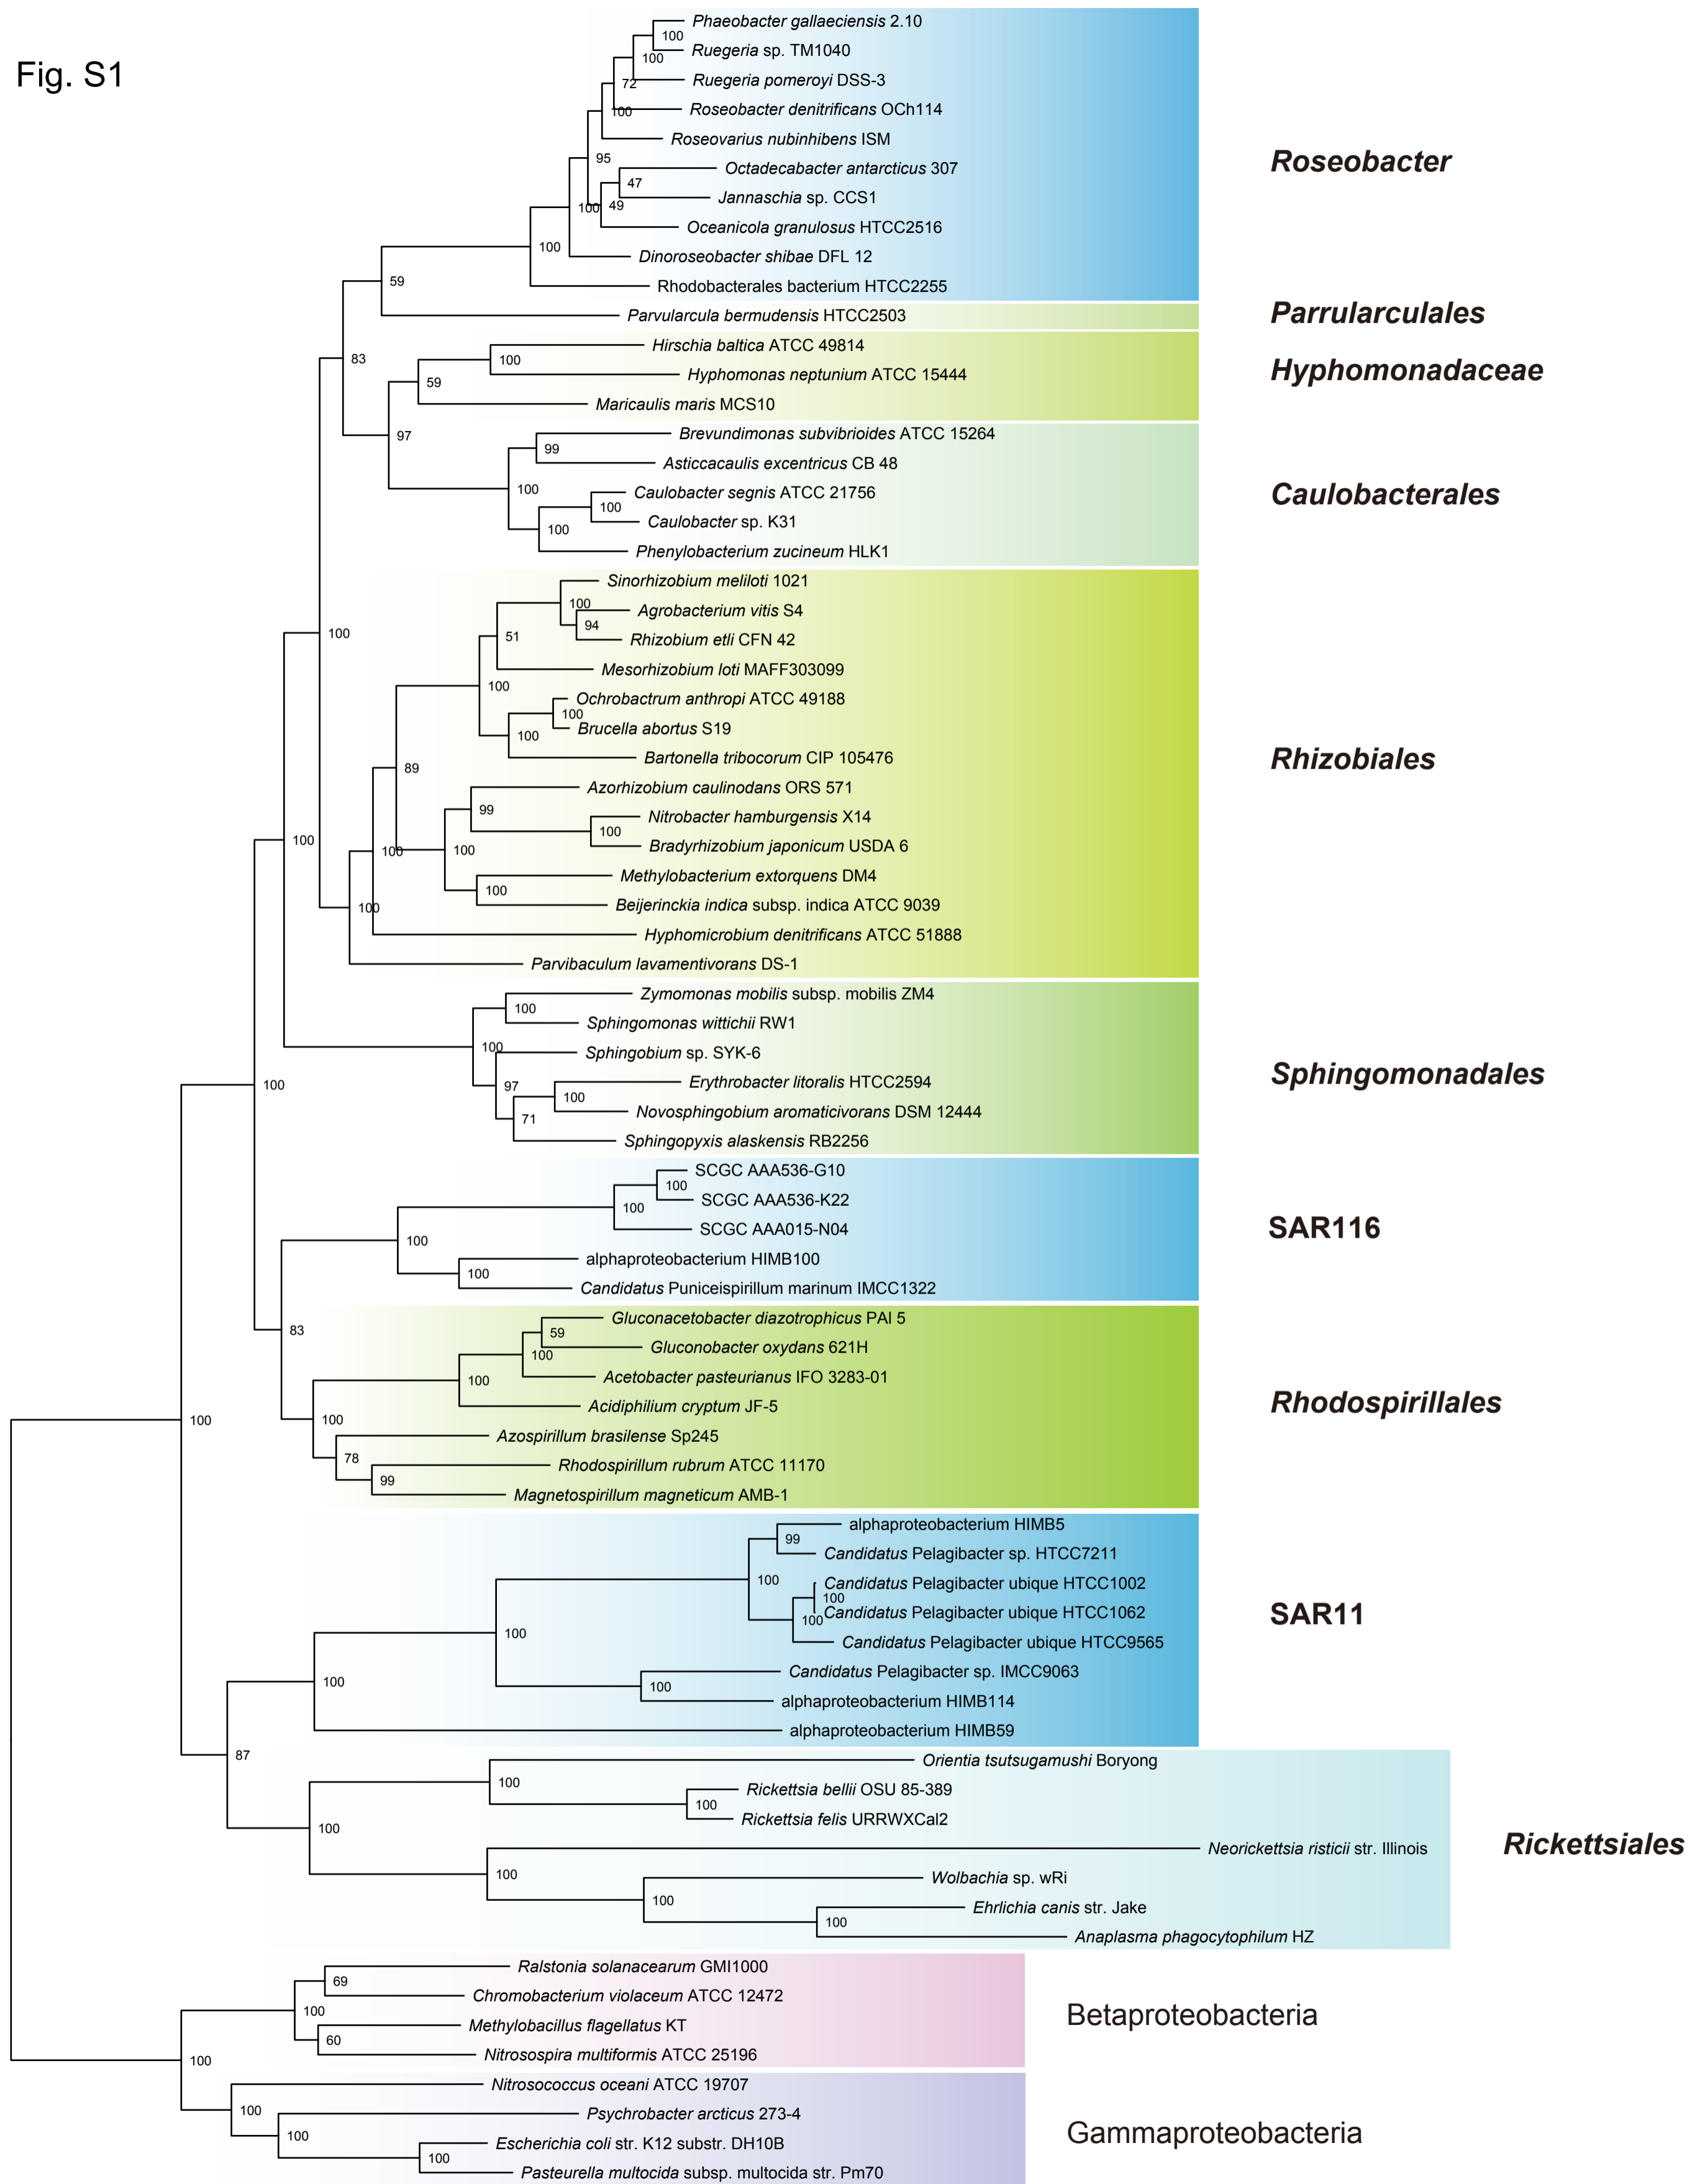 Fig. S1
Phaeobacter gallaeciensis 2.10
100
Ruegeria sp. TM1040
100
Ruegeria pomeroyi DSS-3
72
Roseobacter denitrificans OCh114
100
Roseovarius nubinhibens ISM
95
Roseobacter
Octadecabacter antarcticus 307
47
Jannaschia sp. CCS1
100 49
Oceanicola granulosus HTCC2516
100
Dinoroseobacter shibae DFL 12
59
Rhodobacterales bacterium HTCC2255
Parvularcula bermudensis HTCC2503
Parrularculales
Hirschia baltica ATCC 49814
83 100
Hyphomonas neptunium ATCC 15444
Hyphomonadaceae
59
Maricaulis maris MCS10
97
Brevundimonas subvibrioides ATCC 15264
99
Asticcacaulis excentricus CB 48
100
Caulobacter segnis ATCC 21756
Caulobacterales
100
Caulobacter sp. K31
100
Phenylobacterium zucineum HLK1
Sinorhizobium meliloti 1021
100
Agrobacterium vitis S4
94
100 51
Rhizobium etli CFN 42
Mesorhizobium loti MAFF303099
100
Ochrobactrum anthropi ATCC 49188
100
Brucella abortus S19
100
Bartonella tribocorum CIP 105476
Rhizobiales
89
Azorhizobium caulinodans ORS 571
99
Nitrobacter hamburgensis X14
100
100
Bradyrhizobium japonicum USDA 6
100 100
Methylobacterium extorquens DM4
100
Beijerinckia indica subsp. indica ATCC 9039
100
Hyphomicrobium denitrificans ATCC 51888
Parvibaculum lavamentivorans DS-1
Zymomonas mobilis subsp. mobilis ZM4
100
Sphingomonas wittichii RW1
100
Sphingobium sp. SYK-6
Sphingomonadales
Erythrobacter litoralis HTCC2594
100 97
100
Novosphingobium aromaticivorans DSM 12444
71
Sphingopyxis alaskensis RB2256
SCGC AAA536-G10
100
SCGC AAA536-K22
100
SCGC AAA015-N04
SAR116
100
alphaproteobacterium HIMB100
100
Candidatus Puniceispirillum marinum IMCC1322
Gluconacetobacter diazotrophicus PAl 5
83 59
Gluconobacter oxydans 621H
100
Acetobacter pasteurianus IFO 3283-01
100
Acidiphilium cryptum JF-5
Rhodospirillales
100 100
Azospirillum brasilense Sp245
78
Rhodospirillum rubrum ATCC 11170
99
Magnetospirillum magneticum AMB-1
alphaproteobacterium HIMB5
99
Candidatus Pelagibacter sp. HTCC7211
100
Candidatus Pelagibacter ubique HTCC1002
100
Candidatus Pelagibacter ubique HTCC1062
100
SAR11
100
Candidatus Pelagibacter ubique HTCC9565
Candidatus Pelagibacter sp. IMCC9063
100 100
alphaproteobacterium HIMB114
alphaproteobacterium HIMB59
87
Orientia tsutsugamushi Boryong
100
Rickettsia bellii OSU 85-389
100
Rickettsia felis URRWXCal2
100
Neorickettsia risticii str. Illinois
Rickettsiales
100
Wolbachia sp. wRi
100
Ehrlichia canis str. Jake
100
Anaplasma phagocytophilum HZ
Ralstonia solanacearum GMI1000
69
Chromobacterium violaceum ATCC 12472
100
Betaproteobacteria
Methylobacillus flagellatus KT
60
Nitrosospira multiformis ATCC 25196
100
Nitrosococcus oceani ATCC 19707
100
Psychrobacter arcticus 273-4
Gammaproteobacteria
100
Escherichia coli str. K12 substr. DH10B
100
Pasteurella multocida subsp. multocida str. Pm70